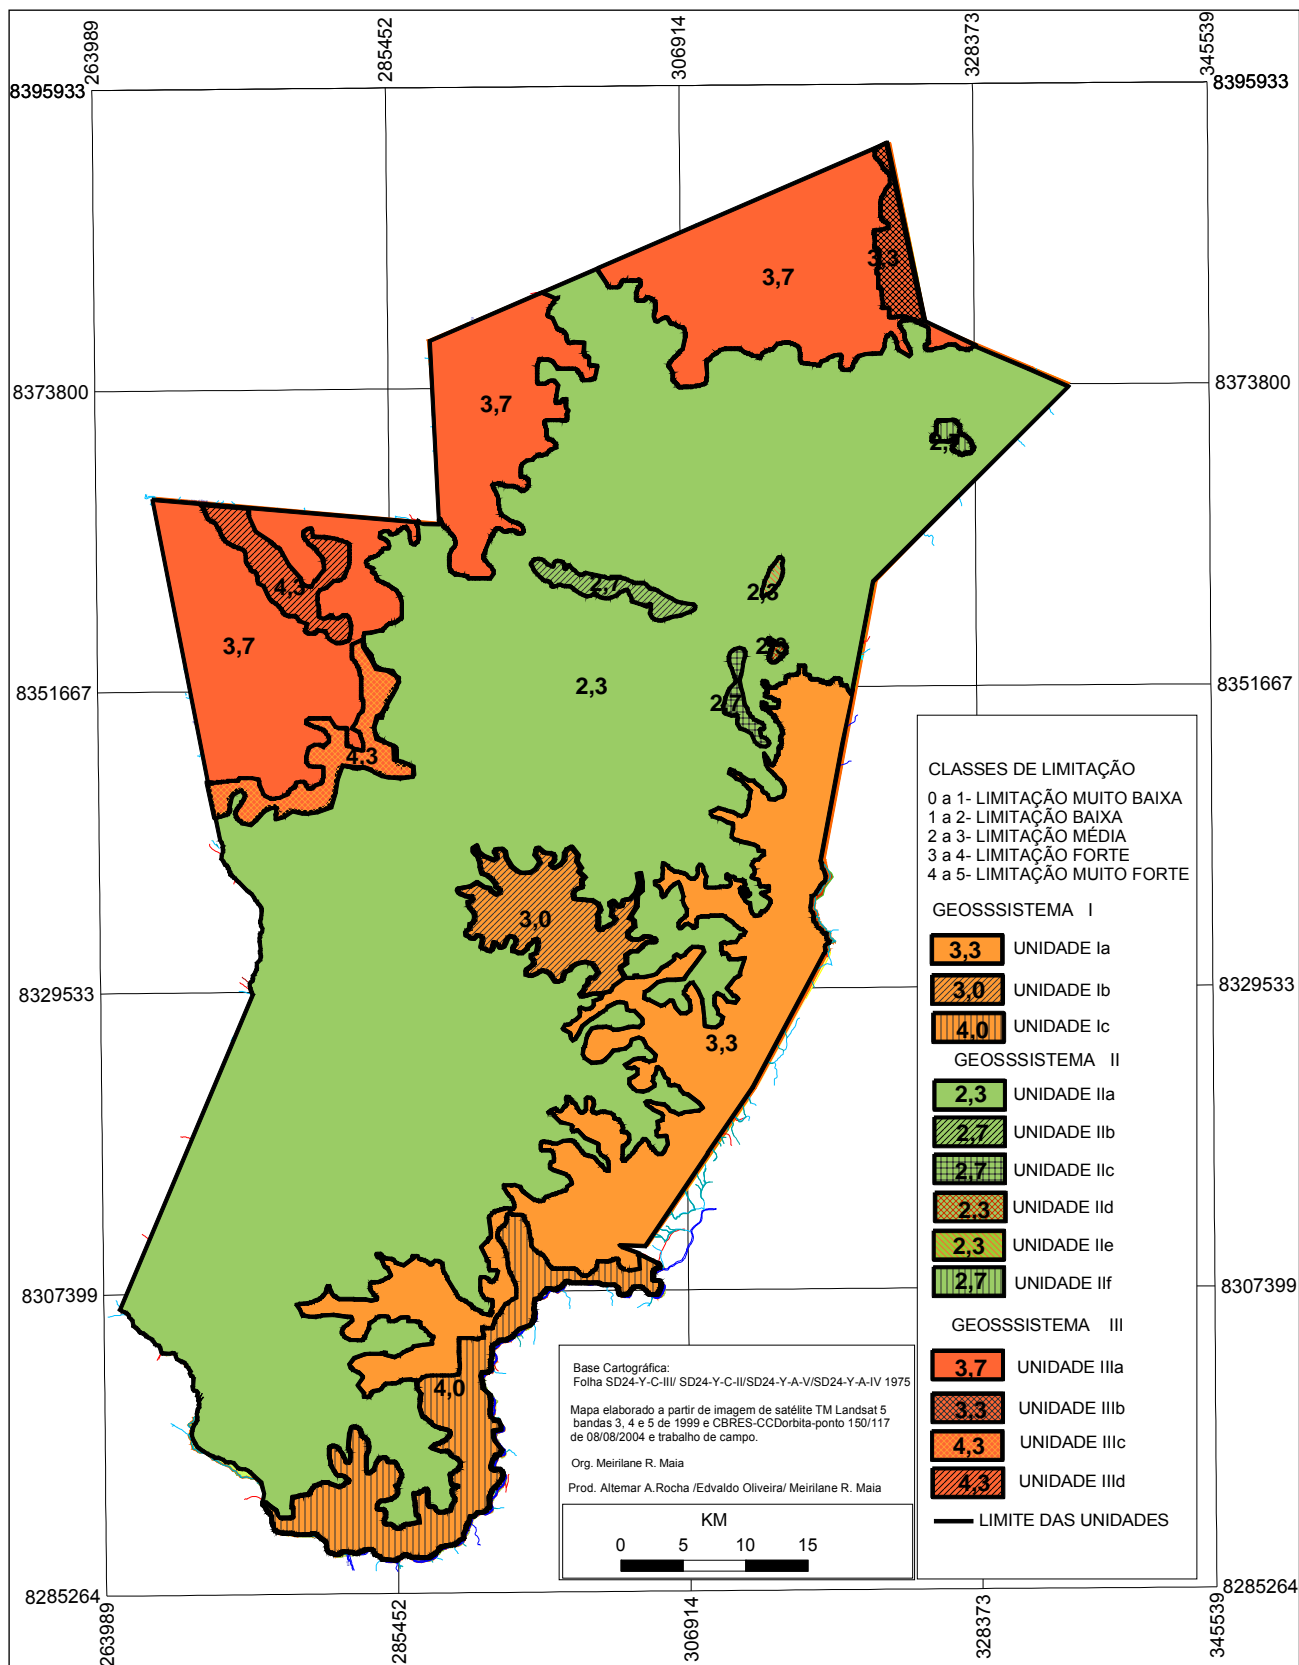 263989
285452
306914
328373
345539
8395933
8395933
3,3
3,7
8373800
8373800
3,7
2,7
4,3
2,7
2,3
3,7
2,3
2,3
8351667
8351667
2,7
4,3
CLASSES DE LIMITAÇÃO
0 a 1- LIMITAÇÃO MUITO BAIXA
1 a 2- LIMITAÇÃO BAIXA
2 a 3- LIMITAÇÃO MÉDIA
3 a 4- LIMITAÇÃO FORTE
4 a 5- LIMITAÇÃO MUITO FORTE
GEOSSSISTEMA I
3,3 UNIDADE Ia
3,0 UNIDADE Ib
4,0 UNIDADE Ic
GEOSSSISTEMA II
2,3 UNIDADE IIa
2,7 UNIDADE IIb
2,7 UNIDADE IIc
2,3 UNIDADE IId
2,3 UNIDADE IIe
2,7 UNIDADE IIf
GEOSSSISTEMA III
3,7 UNIDADE IIIa
3,3 UNIDADE IIIb
4,3 UNIDADE IIIc
4,3 UNIDADE IIId
LIMITE DAS UNIDADES
3,0
8329533
8329533
3,3
8307399
8307399
4,0
Base Cartográfica:
Folha SD24-Y-C-III/ SD24-Y-C-II/SD24-Y-A-V/SD24-Y-A-IV 1975
Mapa elaborado a partir de imagem de satélite TM Landsat 5
bandas 3, 4 e 5 de 1999 e CBRES-CCDorbita-ponto 150/117
de 08/08/2004 e trabalho de campo.
Org. Meirilane R. Maia
Prod. Altemar A.Rocha /Edvaldo Oliveira/ Meirilane R. Maia
KM
0 5 10 15
8285264
8285264
263989
285452
306914
328373
345539